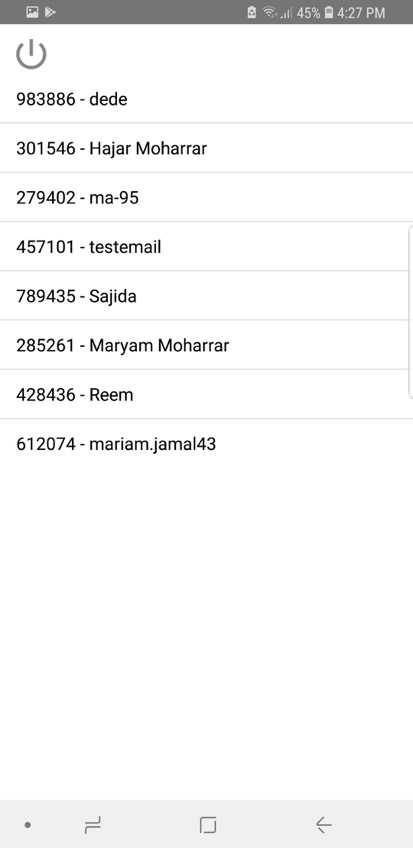 45% 4:27 PM
983886 - dede
301546 - Hajar Moharrar
279402 - ma-95
457101 - testemail
789435 - Sajida
285261 - Maryam Moharrar
428436 - Reem
612074 - mariam.jamal43